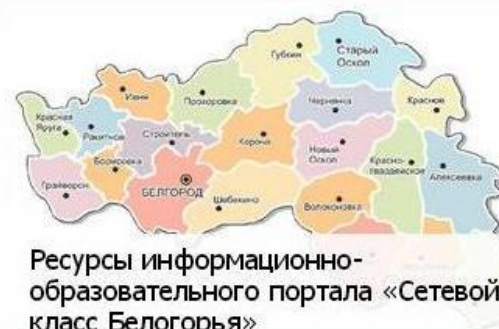 Губкин
Старый
Оскол
Ивня
Прохоровка
Чернянка
Красное
Красная
Яруга
Ракитное
Строитель
Короча
Новый
Оскол
Красно-
гвардейское
Алексеевка
Борисовка
Грайворон
БЕЛГОРОД
Шебекино
Волоконовка
Ресурсы информационно-
образовательного портала «Сетевой
класс Белогорья»